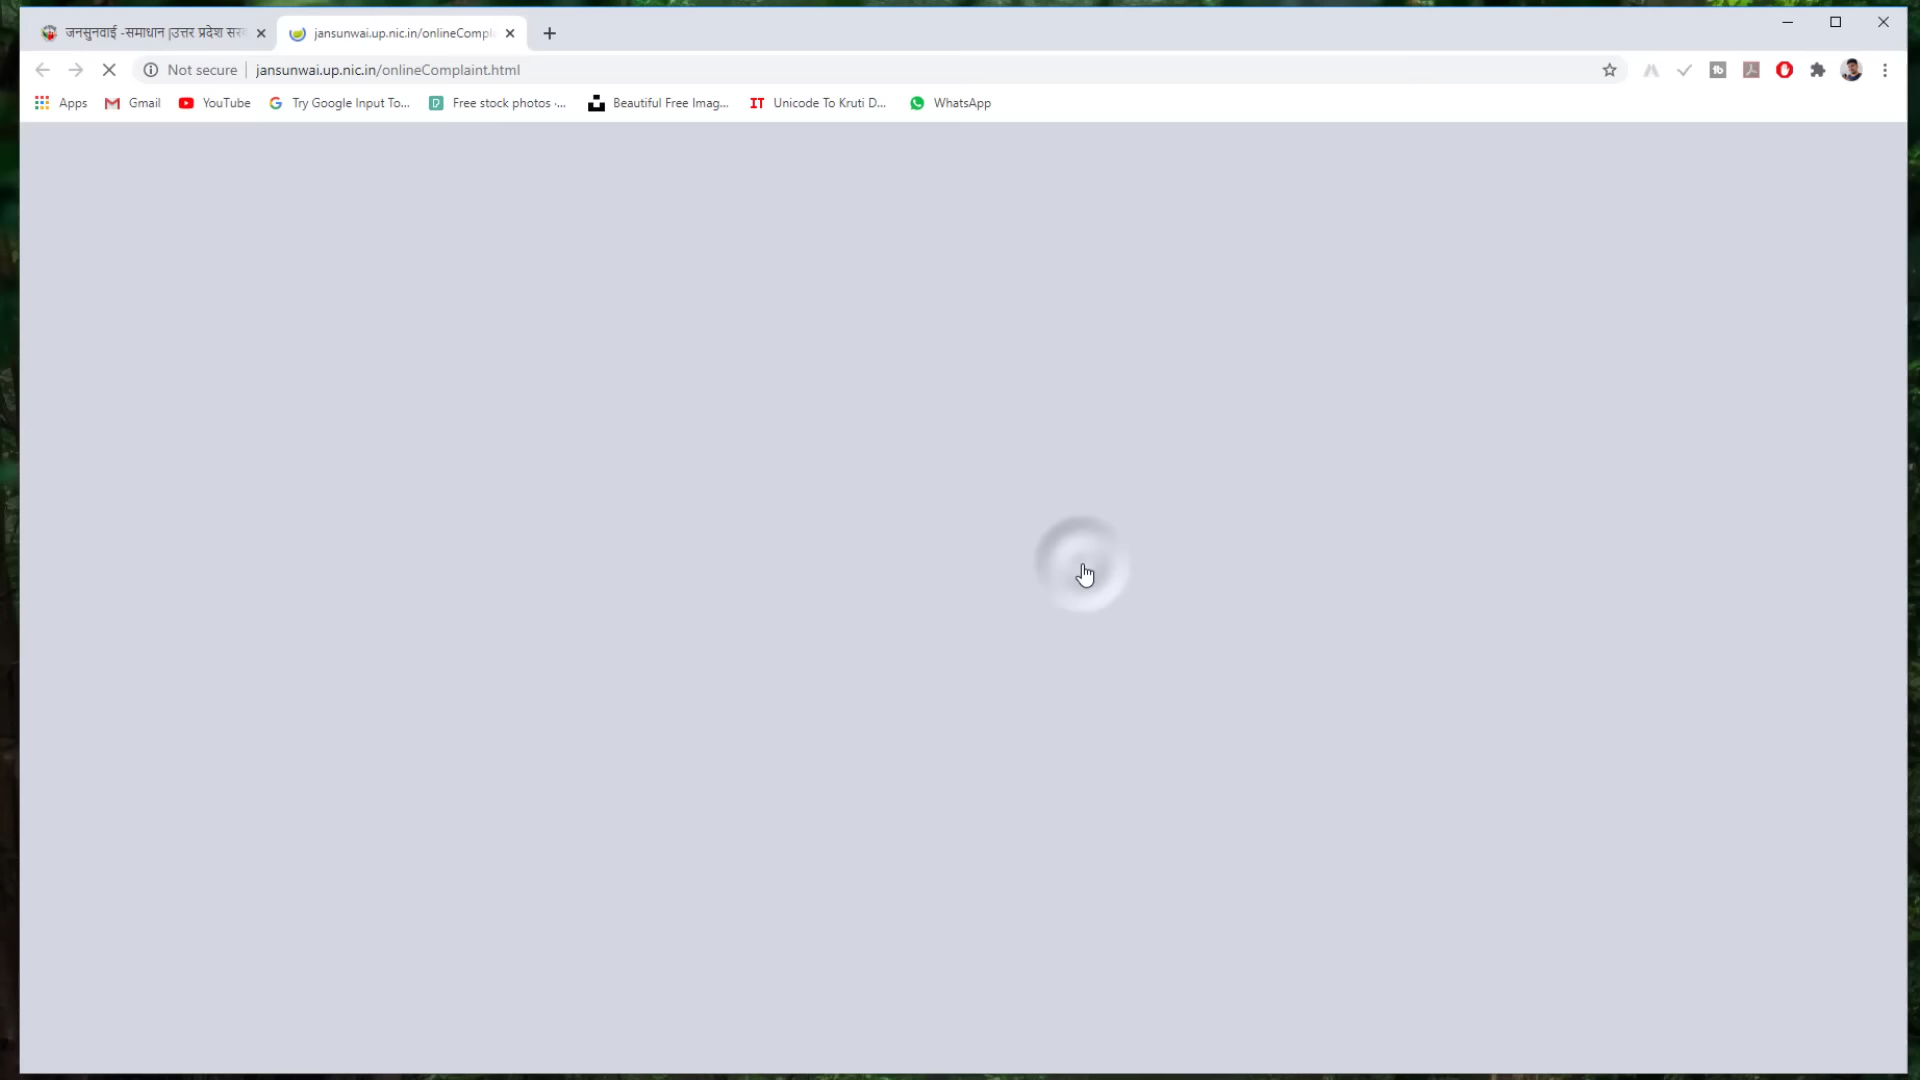 जनसुनवाई -समाधान |उत्तर प्रदेश सर
jansunwai.up.nic.in/onlineCompl
Not secure
jansunwai.up.nic.in/onlineComplaint.html
Apps
Gmail
YouTube
Try Google Input To...
Free stock photos ·...
Beautiful Free Imag...
IT Unicode To Kruti D...
WhatsApp